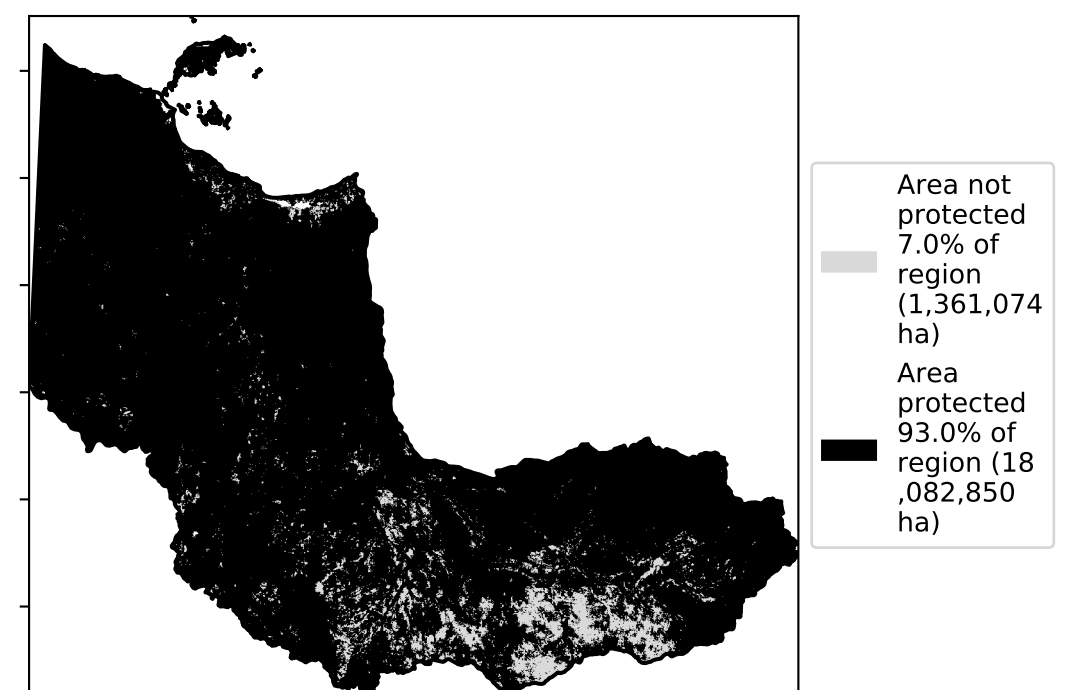 Area not
protected
7.0% of
region
(1,361,074
ha)
Area
protected
93.0% of
region (18
,082,850
ha)